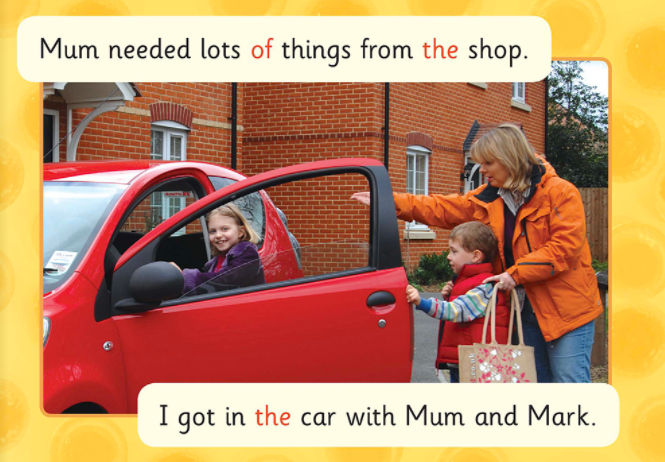 Mum needed lots of things from the shop.
I got in the car with Mum and Mark.